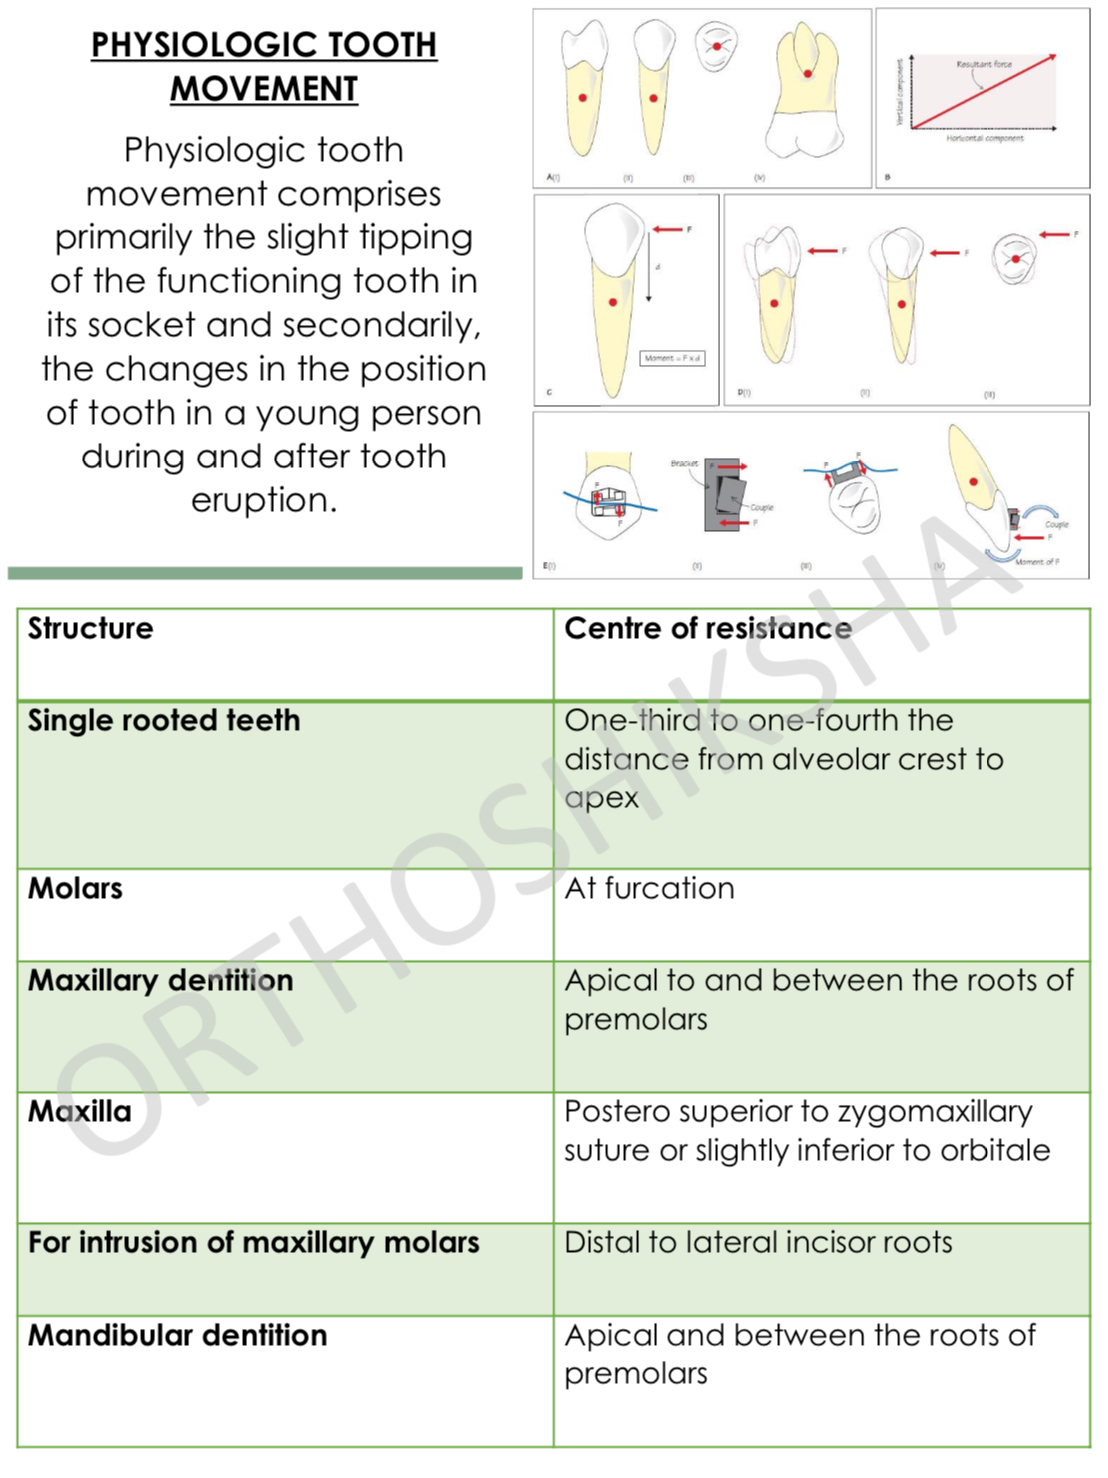 PHYSIOLOGIC TOOTH
MOVEMENT
Physiologic tooth
movement comprises
primarily the slight tipping
of the functioning tooth in
its socket and secondarily,
the changes in the position
of tooth in a young person
during and after tooth
eruption.
A(i)
(ii)
(iii)
(iv)
Resultant force
Vertical component
Horizontal component
B
F
d
Moment = F x d
C
F
F
F
D(i)
(ii)
(iii)
F
F
E(i)
Bracket
F
Couple
F
(ii)
F
F
(iii)
Couple
F
Moment of F
(iv)
Structure
Centre of resistance
Single rooted teeth
One-third to one-fourth the
distance from alveolar crest to
apex
Molars
At furcation
Maxillary dentition
Apical to and between the roots of
premolars
Maxilla
Postero superior to zygomaxillary
suture or slightly inferior to orbitale
For intrusion of maxillary molars
Distal to lateral incisor roots
Mandibular dentition
Apical and between the roots of
premolars
ORTHOSHIKSHA